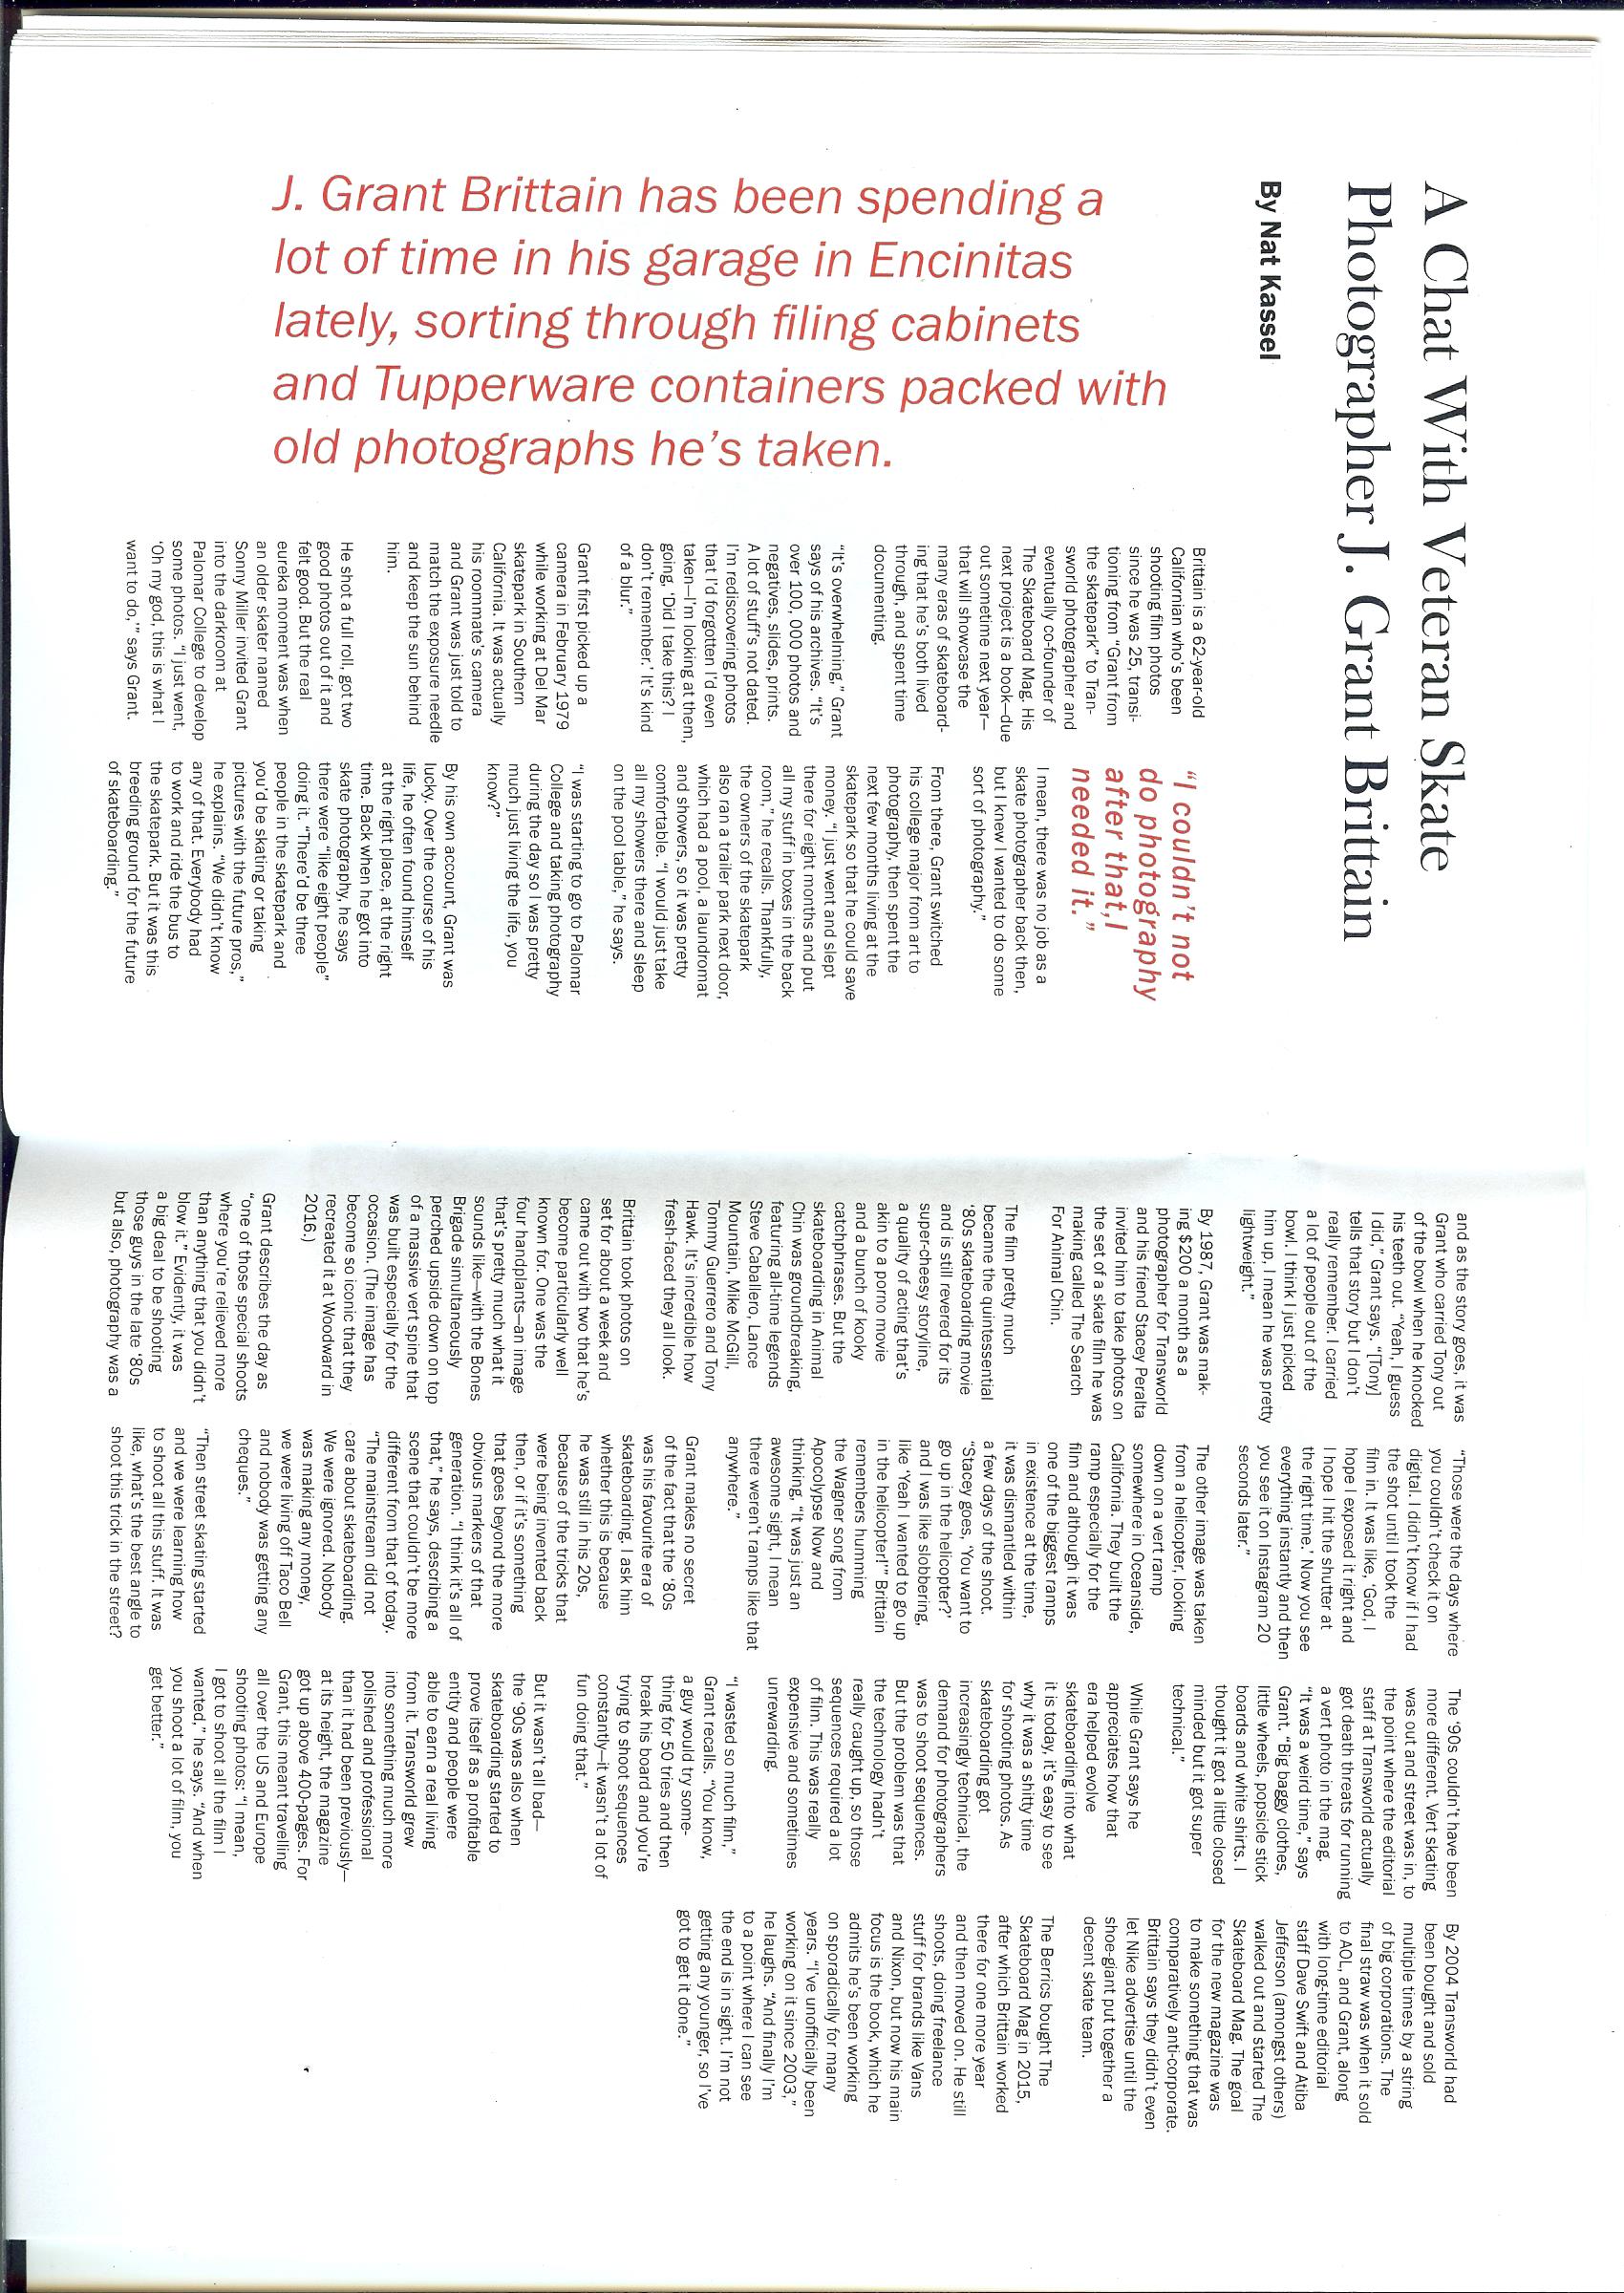 A Chat With Veteran Skate
Photographer J. Grant Brittain
By Nat Kassel
J. Grant Brittain has been spending a
lot of time in his garage in Encinitas
lately, sorting through filing cabinets
and Tupperware containers packed with
old photographs he's taken.
Brittain is a 62-year-old
Californian who's been
shooting film photos
since he was 25, transi-
tioning from “Grant from
the skatepark” to Tran-
sworld photographer and
eventually co-founder of
The Skateboard Mag. His
next project is a book—due
out sometime next year—
that will showcase the
many eras of skateboard-
ing that he's both lived
through, and spent time
documenting.
“It's overwhelming,” Grant
says of his archives. “It's
over 100, 000 photos and
negatives, slides, prints.
A lot of stuff's not dated.
I'm rediscovering photos
that I'd forgotten I'd even
taken—I'm looking at them,
going, ‘Did I take this? I
don't remember.’ It's kind
of a blur.”
Grant first picked up a
camera in February 1979
while working at Del Mar
skatepark in Southern
California. It was actually
his roommate's camera
and Grant was just told to
match the exposure needle
and keep the sun behind
him.
He shot a full roll, got two
good photos out of it and
felt good. But the real
eureka moment was when
an older skater named
Sonny Miller invited Grant
into the darkroom at
Palomar College to develop
some photos. “I just went,
‘Oh my god, this is what I
want to do,’” says Grant.
“I couldn't not
do photography
after that,I
needed it.”
I mean, there was no job as a
skate photographer back then,
but I knew I wanted to do some
sort of photography.”
From there, Grant switched
his college major from art to
photography, then spent the
next few months living at the
skatepark so that he could save
money. “I just went and slept
there for eight months and put
all my stuff in boxes in the back
room,” he recalls. Thankfully,
the owners of the skatepark
also ran a trailer park next door,
which had a pool, a laundromat
and showers, so it was pretty
comfortable. “I would just take
all my showers there and sleep
on the pool table,” he says.
“I was starting to go to Palomar
College and taking photography
during the day so I was pretty
much just living the life, you
know?”
By his own account, Grant was
lucky. Over the course of his
life, he often found himself
at the right place, at the right
time. Back when he got into
skate photography, he says
there were “like eight people”
doing it. “There'd be three
people in the skatepark and
you'd be skating or taking
pictures with the future pros,”
he explains. “We didn't know
any of that. Everybody had
to work and ride the bus to
the skatepark. But it was this
breeding ground for the future
of skateboarding.”
and as the story goes, it was
Grant who carried Tony out
of the bowl when he knocked
his teeth out. “Yeah, I guess
I did,” Grant says. “[Tony]
tells that story but I don't
really remember. I carried
a lot of people out of the
bowl. I think I just picked
him up, I mean he was pretty
lightweight.”
By 1987, Grant was mak-
ing $200 a month as a
photographer for Transworld
and his friend Stacey Peralta
invited him to take photos on
the set of a skate film he was
making called The Search
For Animal Chin.
The film pretty much
became the quintessential
‘80s skateboarding movie
and is still revered for its
super-cheesy storyline,
a quality of acting that's
akin to a porno movie
and a bunch of kooky
catchphrases. But the
skateboarding in Animal
Chin was groundbreaking,
featuring all-time legends
Steve Caballero, Lance
Mountain, Mike McGill,
Tommy Guerrero and Tony
Hawk. It's incredible how
fresh-faced they all look.
Brittain took photos on
set for about a week and
came out with two that he's
become particularly well
known for. One was the
four handplants—an image
that's pretty much what it
sounds like—with the Bones
Brigade simultaneously
perched upside down on top
of a massive vert spine that
was built especially for the
occasion. (The image has
become so iconic that they
recreated it at Woodward in
2016.)
Grant describes the day as
“one of those special shoots
where you're relieved more
than anything that you didn't
blow it.” Evidently, it was
a big deal to be shooting
those guys in the late ‘80s
but also, photography was a
“Those were the days where
you couldn't check it on
digital. I didn't know if I had
the shot until I took the
film in. It was like, ‘God, I
hope I exposed it right and
I hope I hit the shutter at
the right time.’ Now you see
everything instantly and then
you see it on Instagram 20
seconds later.”
The other image was taken
from a helicopter, looking
down on a vert ramp
somewhere in Oceanside,
California. They built the
ramp especially for the
film and although it was
one of the biggest ramps
in existence at the time,
it was dismantled within
a few days of the shoot.
“Stacey goes, ‘You want to
go up in the helicopter?’
and I was like slobbering,
like ‘Yeah I wanted to go up
in the helicopter!’” Brittain
remembers humming
the Wagner song from
Apocolypse Now and
thinking, “It was just an
awesome sight, I mean
there weren't ramps like that
anywhere.”
Grant makes no secret
of the fact that the ‘80s
was his favourite era of
skateboarding. I ask him
whether this is because
he was still in his 20s,
because of the tricks that
were being invented back
then, or if it's something
that goes beyond the more
obvious markers of that
generation. “I think it's all of
that,” he says, describing a
scene that couldn't be more
different from that of today.
“The mainstream did not
care about skateboarding.
We were ignored. Nobody
was making any money,
we were living off Taco Bell
and nobody was getting any
cheques.”
“Then street skating started
and we were learning how
to shoot all this stuff. It was
like, what's the best angle to
shoot this trick in the street?
The ‘90s couldn't have been
more different. Vert skating
was out and street was in, to
the point where the editorial
staff at Transworld actually
got death threats for running
a vert photo in the mag.
“It was a weird time,” says
Grant. “Big baggy clothes,
little wheels, popsicle stick
boards and white shirts. I
thought it got a little closed
minded but it got super
technical.”
While Grant says he
appreciates how that
era helped evolve
skateboarding into what
it is today, it's easy to see
why it was a shitty time
for shooting photos. As
skateboarding got
increasingly technical, the
demand for photographers
was to shoot sequences.
But the problem was that
the technology hadn't
really caught up, so those
sequences required a lot
of film. This was really
expensive and sometimes
unrewarding.
“I wasted so much film,”
Grant recalls. “You know,
a guy would try some-
thing for 50 tries and then
break his board and you're
trying to shoot sequences
constantly—it wasn't a lot of
fun doing that.”
But it wasn't all bad—
the ‘90s was also when
skateboarding started to
prove itself as a profitable
entity and people were
able to earn a real living
from it. Transworld grew
into something much more
polished and professional
than it had been previously—
at its height, the magazine
got up above 400-pages. For
Grant, this meant travelling
all over the US and Europe
shooting photos: “I mean,
I got to shoot all the film I
wanted,” he says. “And when
you shoot a lot of film, you
get better.”
By 2004 Transworld had
been bought and sold
multiple times by a string
of big corporations. The
final straw was when it sold
to AOL, and Grant, along
with long-time editorial
staff Dave Swift and Atiba
Jefferson (amongst others)
walked out and started The
Skateboard Mag. The goal
for the new magazine was
to make something that was
comparatively anti-corporate.
Brittain says they didn't even
let Nike advertise until the
shoe-giant put together a
decent skate team.
The Berrics bought The
Skateboard Mag in 2015,
after which Brittain worked
there for one more year
and then moved on. He still
shoots, doing freelance
stuff for brands like Vans
and Nixon, but now his main
focus is the book, which he
admits he's been working
on sporadically for many
years. “I've unofficially been
working on it since 2003,”
he laughs. “And finally I'm
to a point where I can see
the end is in sight. I'm not
getting any younger, so I've
got to get it done.”